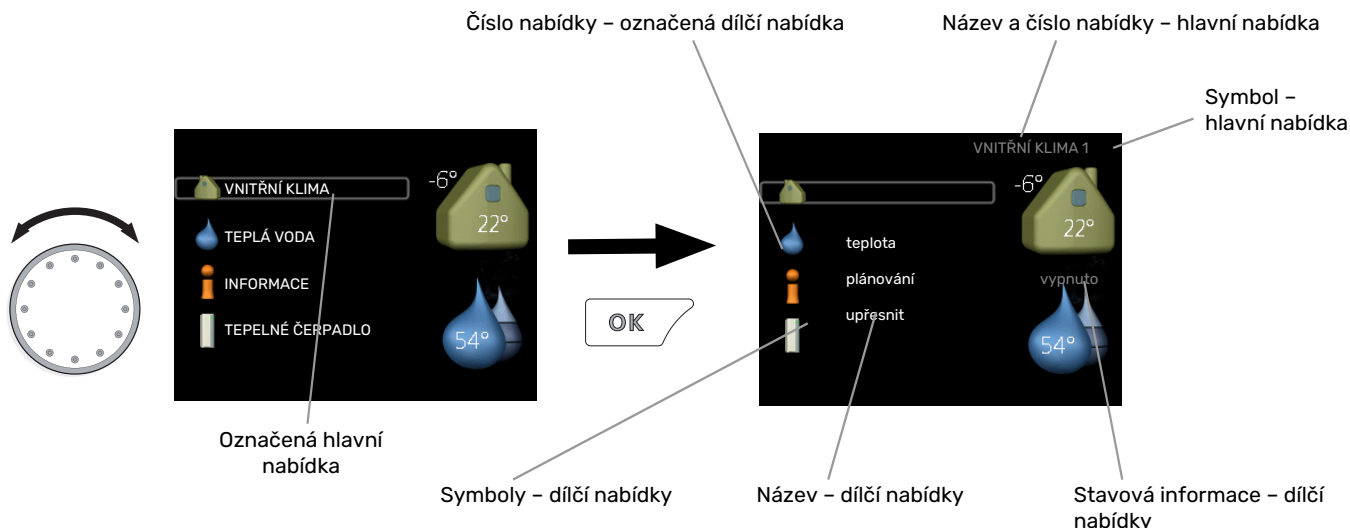 Číslo nabídky – označená dílčí nabídka
Název a číslo nabídky – hlavní nabídka
Symbol –
hlavní nabídka
VNITŘNÍ KLIMA
TEPLÁ VODA
INFORMACE
TEPELNÉ ČERPADLO
-6°
22°
54°
OK
VNITŘNÍ KLIMA 1
teplota
plánování
upřesnit
-6°
22°
vypnuto
54°
Označená hlavní
nabídka
Symboly – dílčí nabídky
Název – dílčí nabídky
Stavová informace – dílčí
nabídky